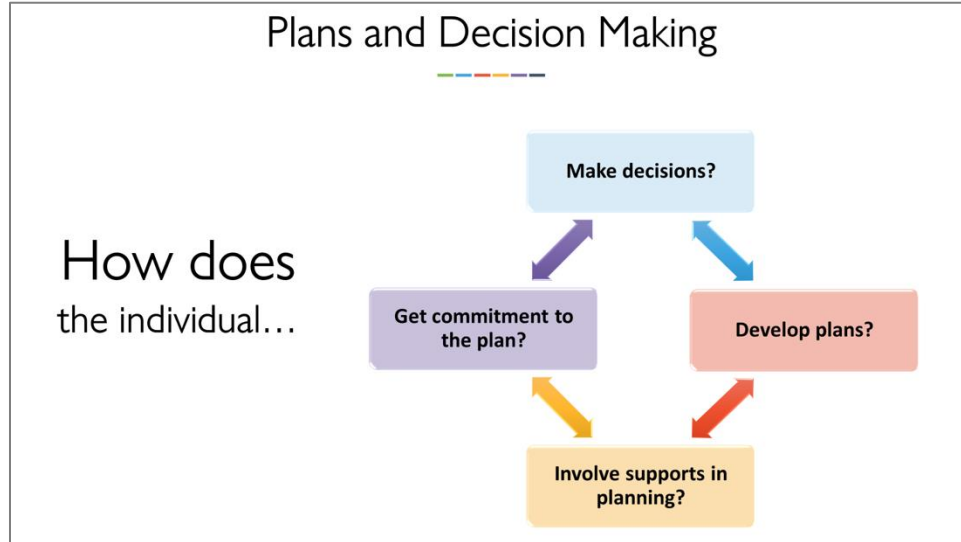 Plans and Decision Making
How does
the individual…
Make decisions?
Get commitment to
the plan?
Develop plans?
Involve supports in
planning?